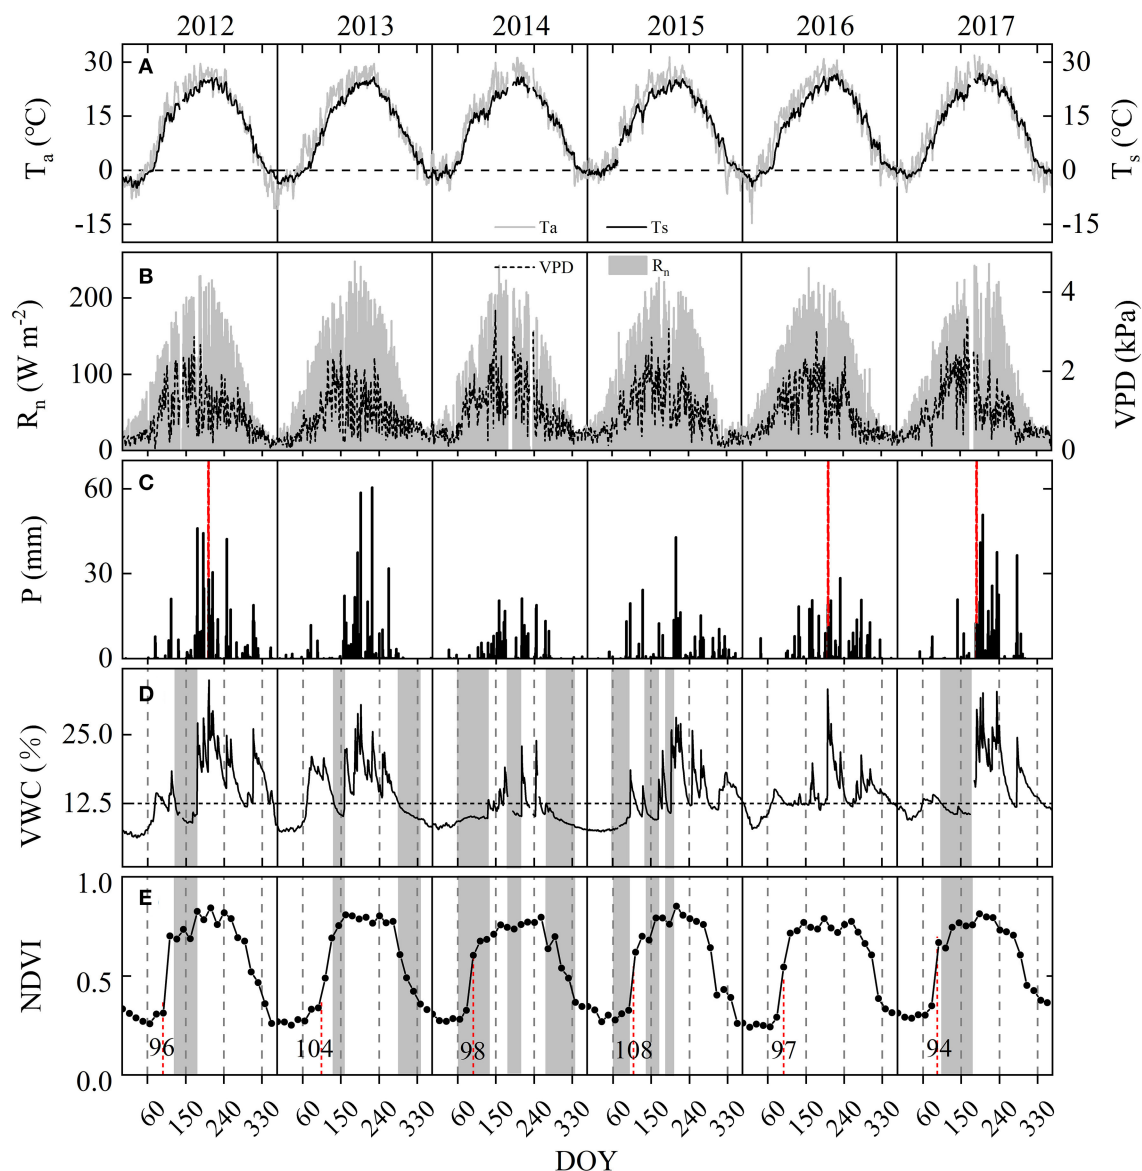 2012 2013 2014 2015 2016 2017
A
30 15 0 -15
Ta (°C)
30 15 0 -15
Ts (°C)
Ta Ts
B
VPD Rn
200 100 0
Rn (W m-2)
4 2 0
VPD (kPa)
C
60 30 0
P (mm)
D
25.0 12.5
VWC (%)
E
1.0 0.5 0.0
NDVI
96 104 98 108 97 94
60 150 240 330 60 150 240 330 60 150 240 330 60 150 240 330 60 150 240 330 60 150 240 330
DOY